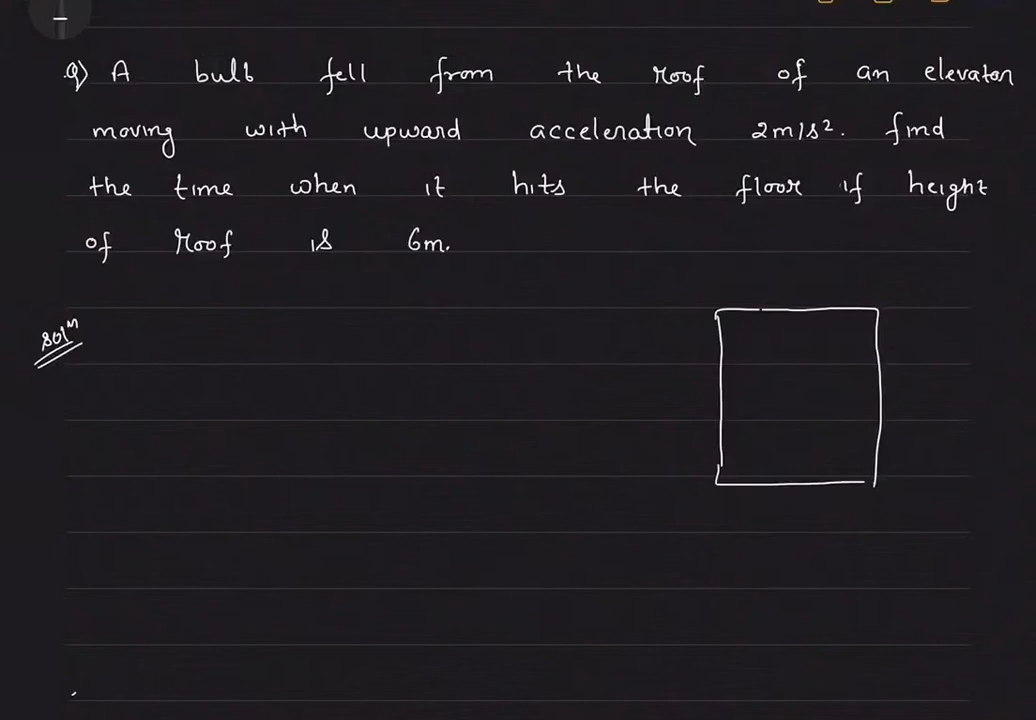 Q) A bulb fell from the roof of an elevator
moving with upward acceleration 2m/s². find
the time when it hits the floor if height
of roof is 6m.
solⁿ